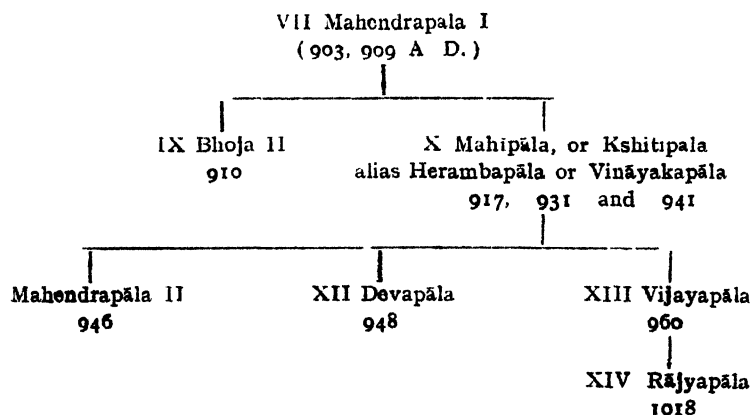 VII Mahendrapala I
(903, 909 A D.)
IX Bhoja II
910
X Mahipāla, or Kshitipala
alias Herambapāla or Vināyakapāla
917, 931 and 941
Mahendrapāla II
946
XII Devapāla
948
XIII Vijayapāla
960
XIV Rājyapāla
1018